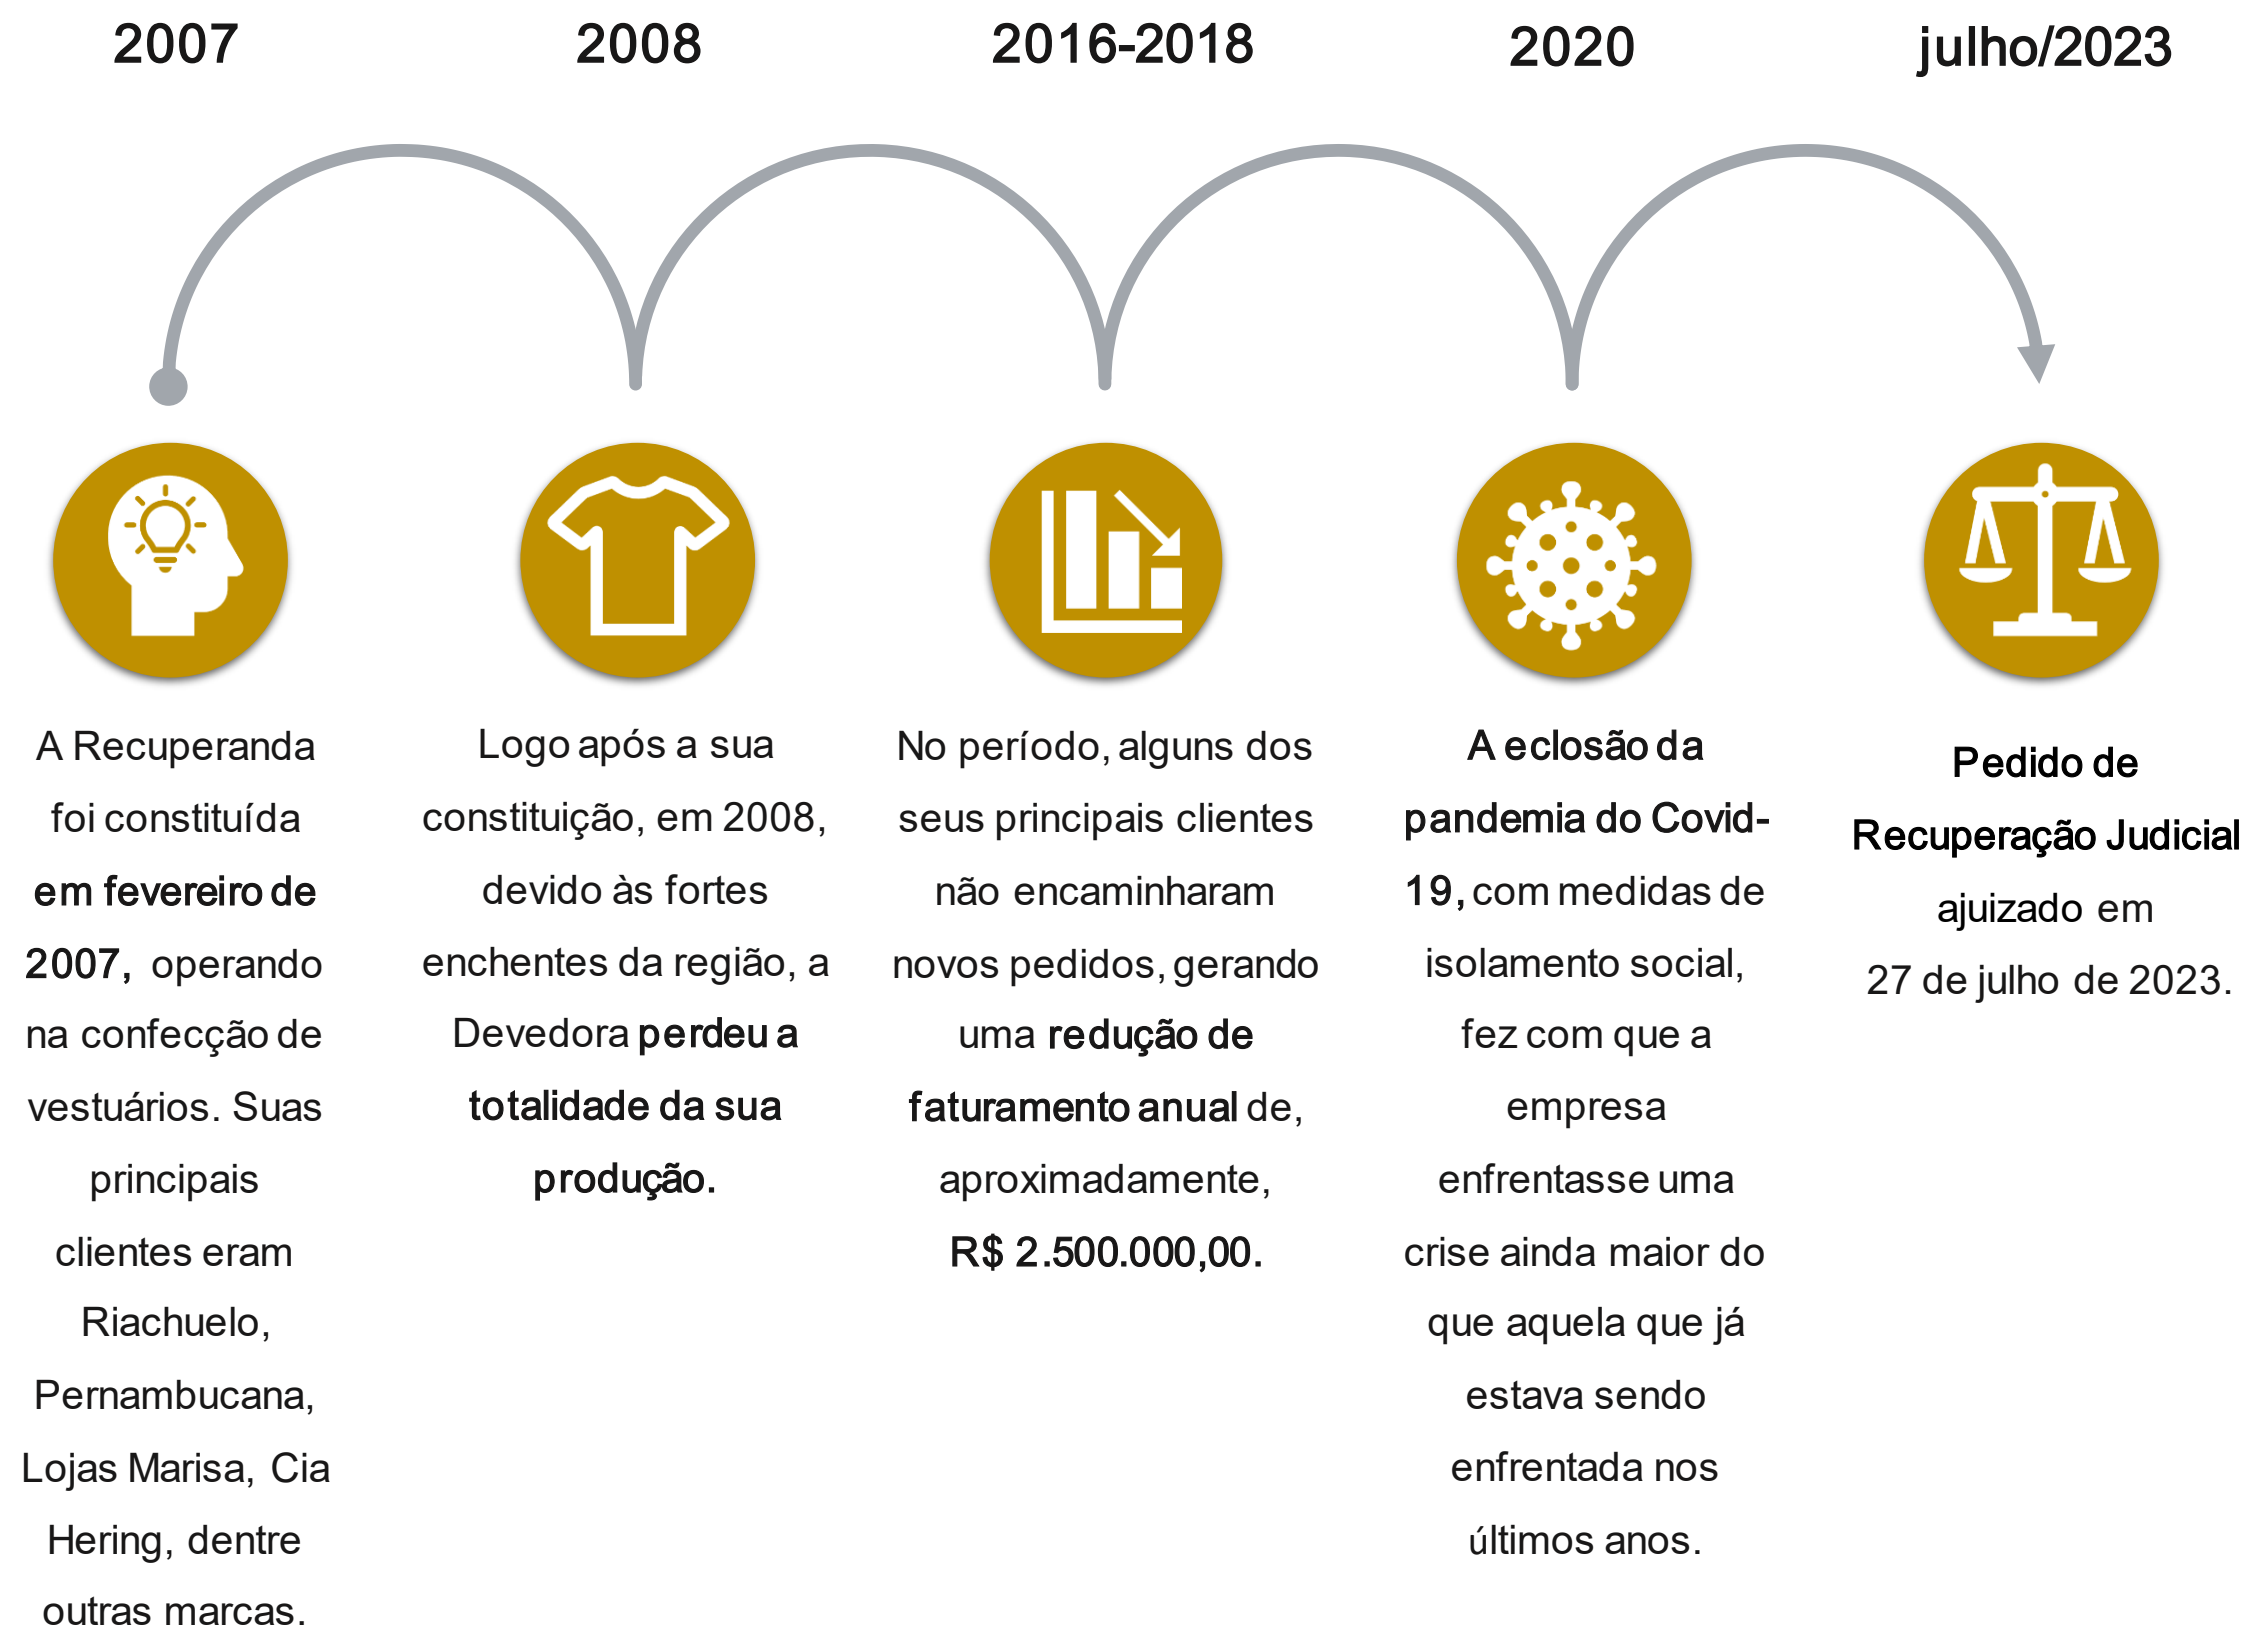 2007
2008
2016-2018
2020
julho/2023
A Recuperanda
foi constituída
em fevereiro de
2007, operando
na confecção de
vestuários. Suas
principais
clientes eram
Riachuelo,
Pernambucana,
Lojas Marisa, Cia
Hering, dentre
outras marcas.
Logo após a sua
constituição, em 2008,
devido às fortes
enchentes da região, a
Devedora perdeu a
totalidade da sua
produção.
No período, alguns dos
seus principais clientes
não encaminharam
novos pedidos, gerando
uma redução de
faturamento anual de,
aproximadamente,
R$ 2.500.000,00.
A eclosão da
pandemia do Covid-
19, com medidas de
isolamento social,
fez com que a
empresa
enfrentasse uma
crise ainda maior do
que aquela que já
estava sendo
enfrentada nos
últimos anos.
Pedido de
Recuperação Judicial
ajuizado em
27 de julho de 2023.